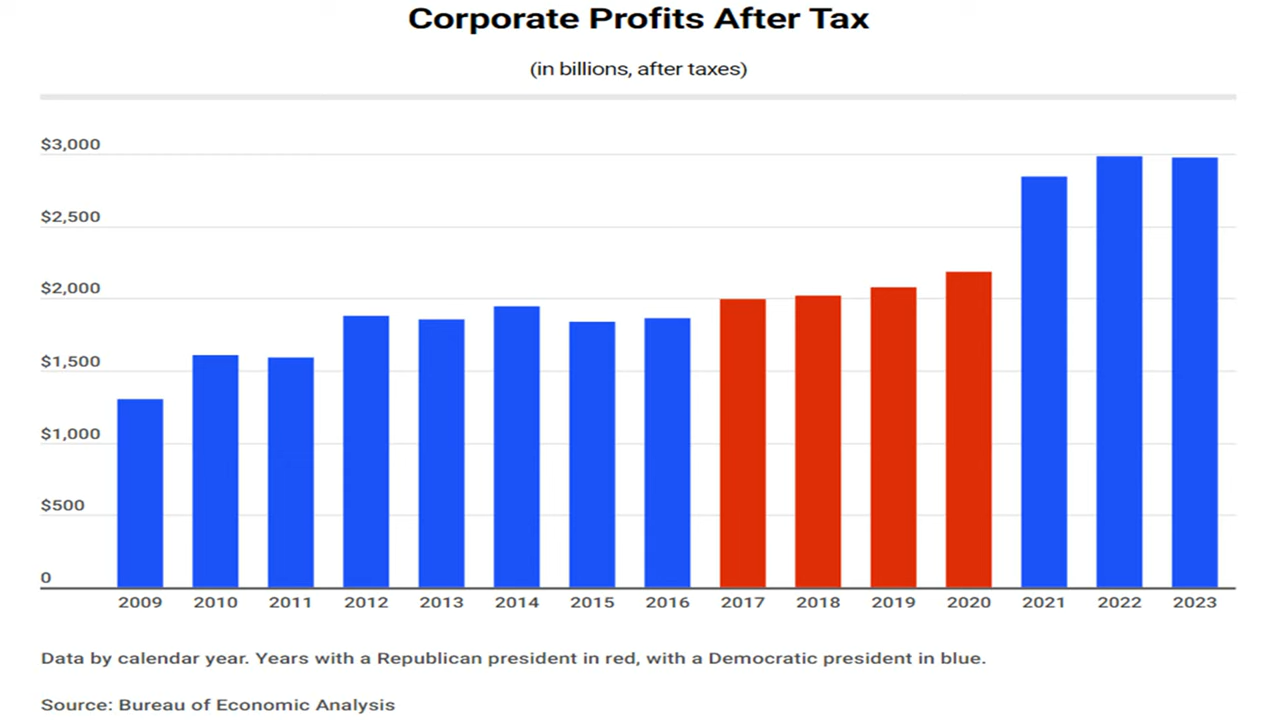 Corporate Profits After Tax
(in billions, after taxes)
$3,000
$2,500
$2,000
$1,500
$1,000
$500
0
2009 2010 2011 2012 2013 2014 2015 2016 2017 2018 2019 2020 2021 2022 2023
Data by calendar year. Years with a Republican president in red, with a Democratic president in blue.
Source: Bureau of Economic Analysis